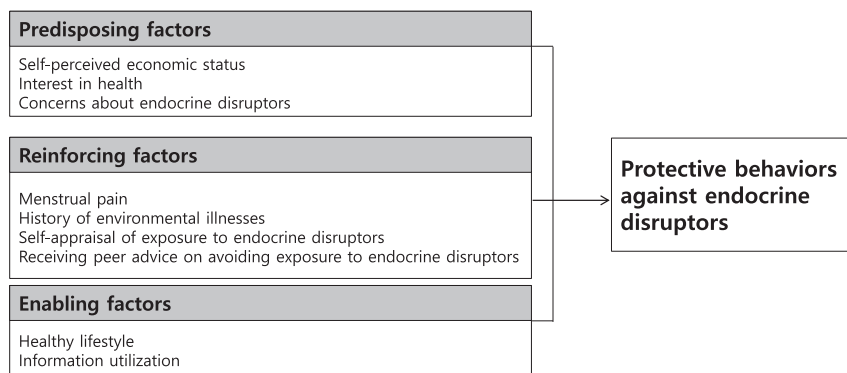 Predisposing factors
Self-perceived economic status
Interest in health
Concerns about endocrine disruptors
Reinforcing factors
Menstrual pain
History of environmental illnesses
Self-appraisal of exposure to endocrine disruptors
Receiving peer advice on avoiding exposure to endocrine disruptors
Enabling factors
Healthy lifestyle
Information utilization
Protective behaviors
against endocrine
disruptors